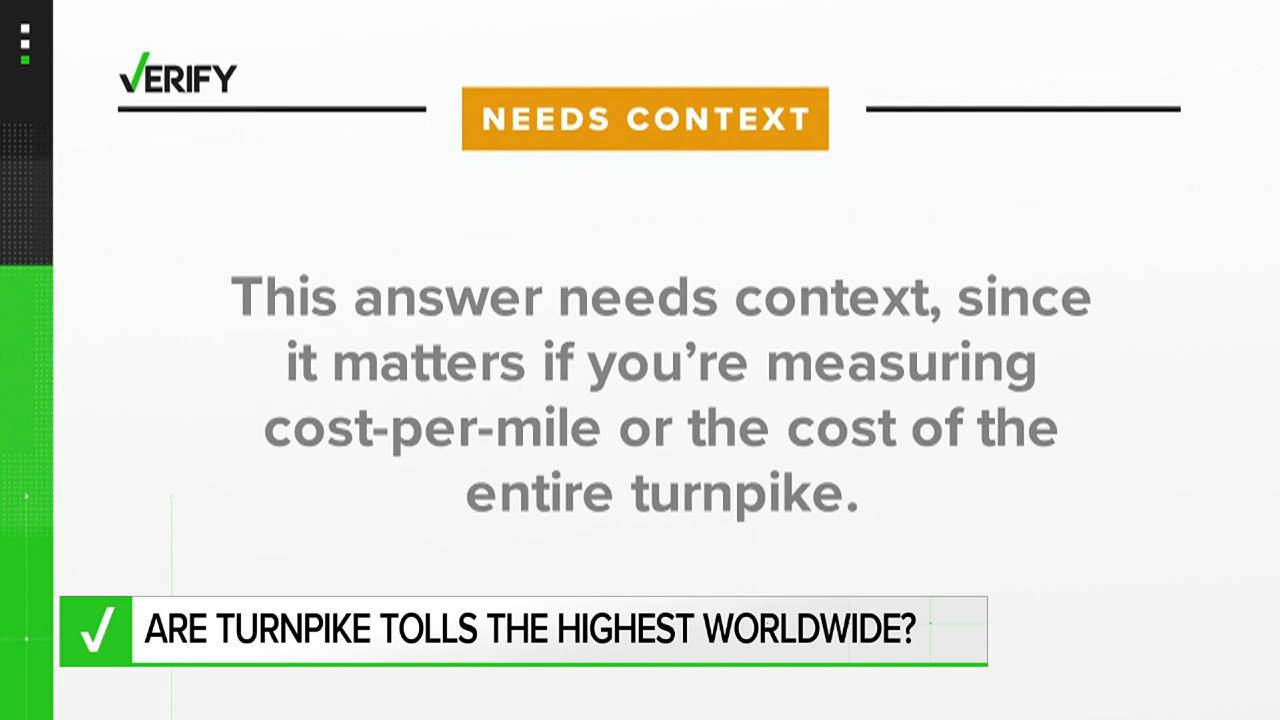 VERIFY
NEEDS CONTEXT
This answer needs context, since
it matters if you’re measuring
cost-per-mile or the cost of the
entire turnpike.
ARE TURNPIKE TOLLS THE HIGHEST WORLDWIDE?